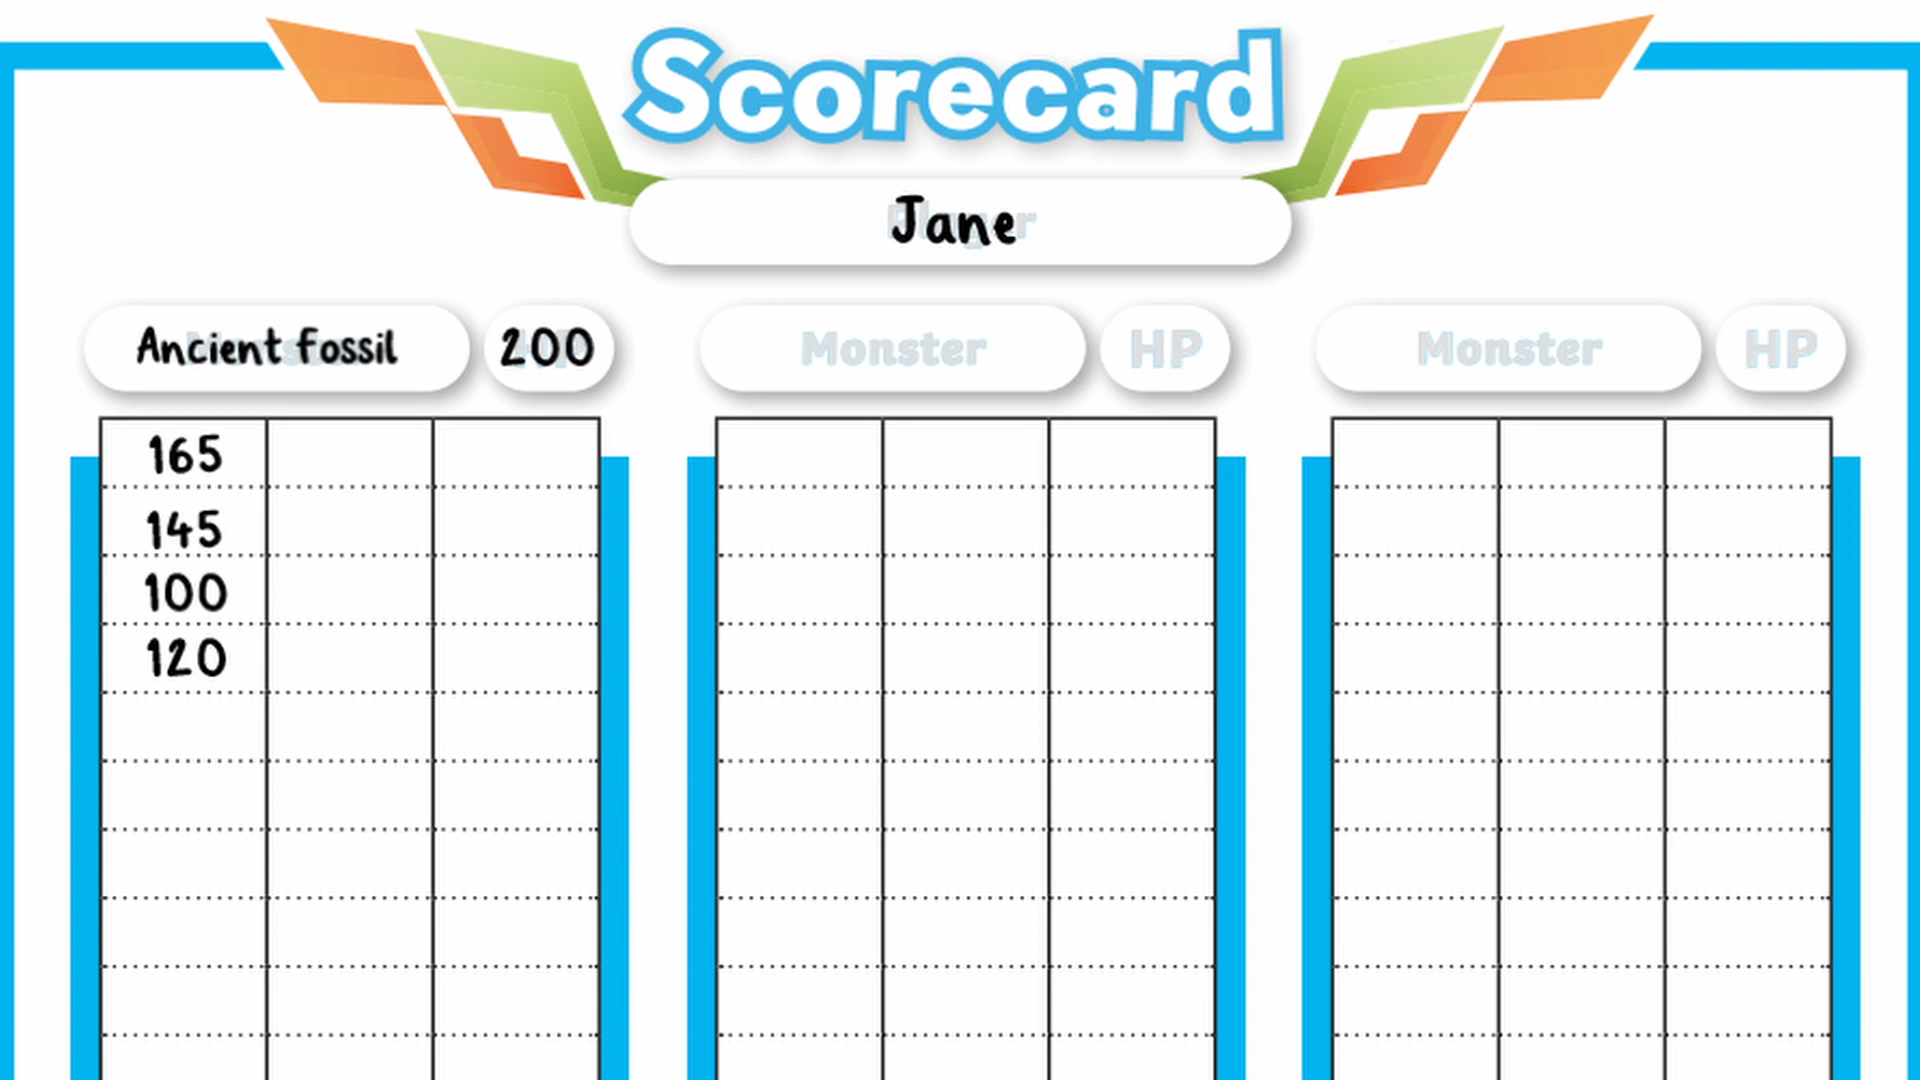 Scorecard
Jane
Ancient Fossil 200
Monster HP
Monster HP
165
145
100
120